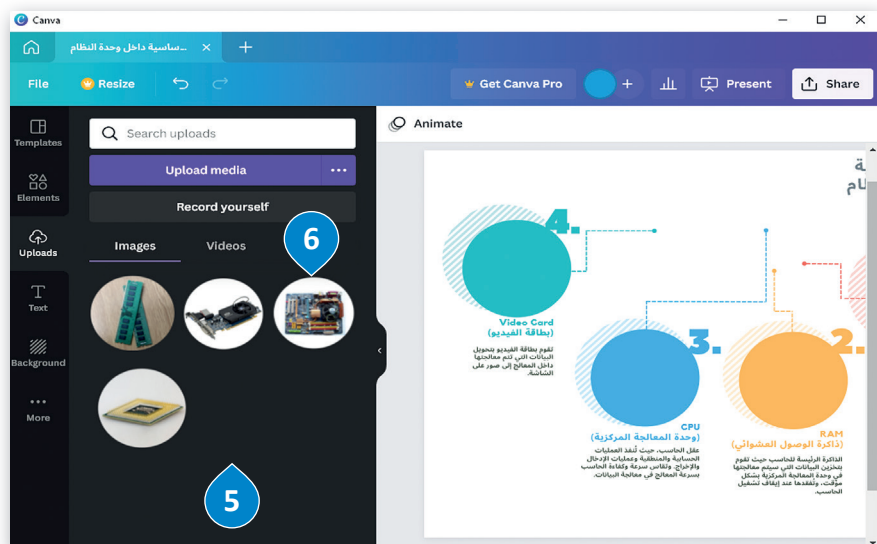 Canva
...ساسية داخل وحدة النظام
File
Resize
Get Canva Pro
Present
Share
Templates
Elements
Uploads
Text
Background
More
Search uploads
Upload media
Record yourself
Images
Videos
6
5
Animate
4.
Video Card
(بطاقة الفيديو)
تقوم بطاقة الفيديو بتحويل
البيانات التي تتم معالجتها
داخل المعالج إلى صور على
الشاشة.
3.
CPU
(وحدة المعالجة المركزية)
عقل الحاسب، حيث تُنفذ العمليات
الحسابية والمنطقية وعمليات الإدخال
والإخراج. وتقاس سرعة وكفاءة الحاسب
بسرعة المعالج في معالجة البيانات.
2.
RAM
(ذاكرة الوصول العشوائي)
الذاكرة الرئيسة للحاسب حيث تقوم
بتخزين البيانات التي سيتم معالجتها
في وحدة المعالجة المركزية بشكل
مؤقت، وتُفقدها عند إيقاف تشغيل
الحاسب.